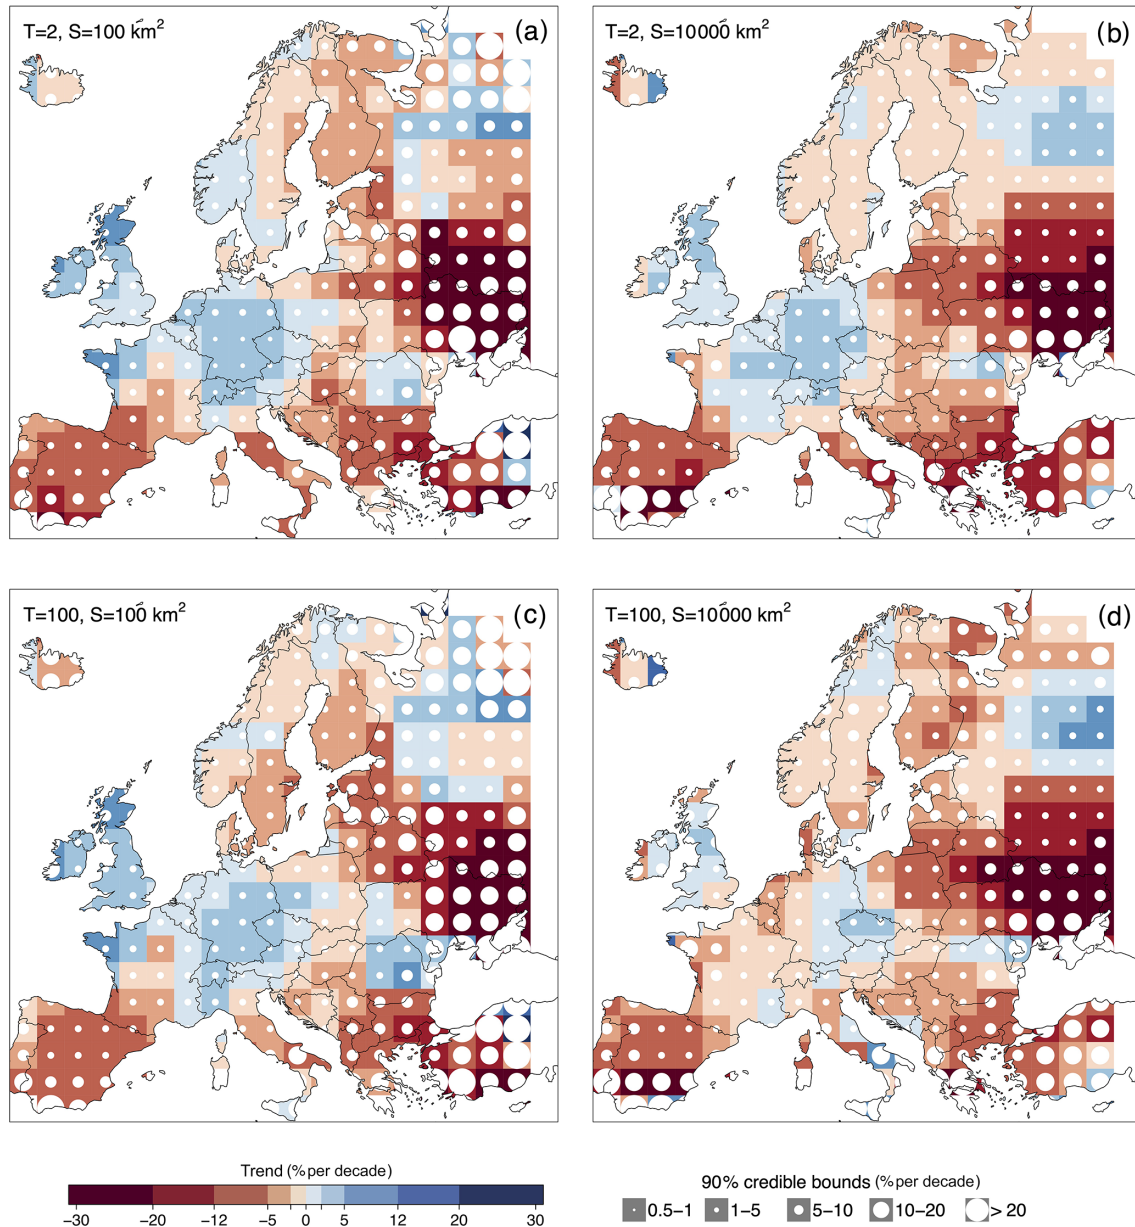 T=2, S=100 km²
(a)
T=2, S=10000 km²
(b)
T=100, S=100 km²
(c)
T=100, S=10000 km²
(d)
Trend (% per decade)
−30 −20 −12 −5 −2 0 2 5 12 20 30
90% credible bounds (% per decade)
0.5−1 1−5 5−10 10−20 > 20